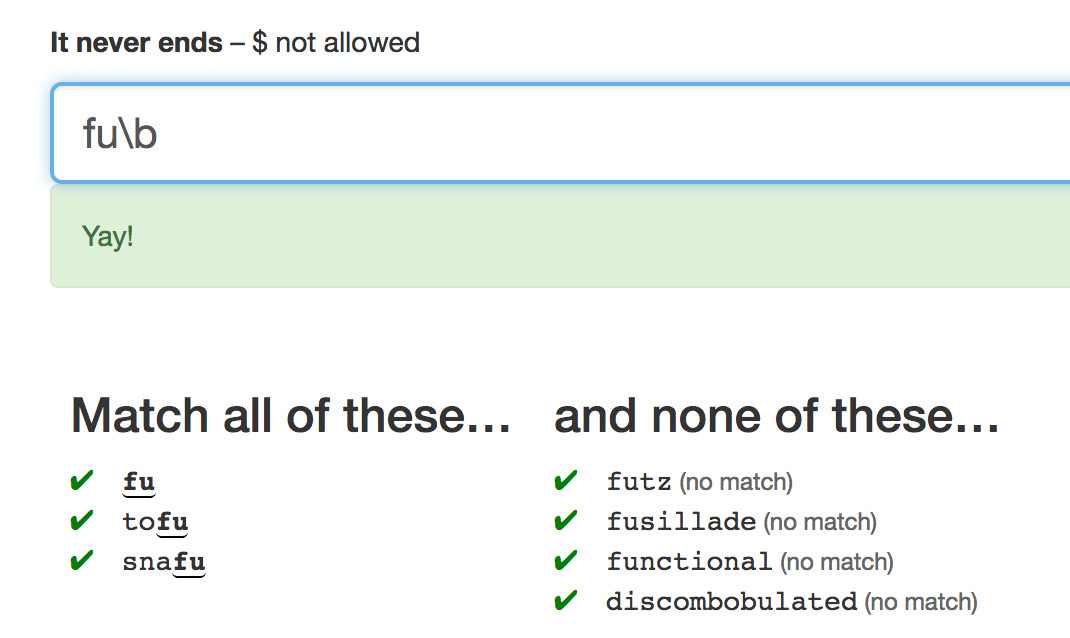 It never ends – $ not allowed
fu\b
Yay!
Match all of these…
✔ fu
✔ tofu
✔ snafu
and none of these…
✔ futz (no match)
✔ fusillade (no match)
✔ functional (no match)
✔ discombobulated (no match)